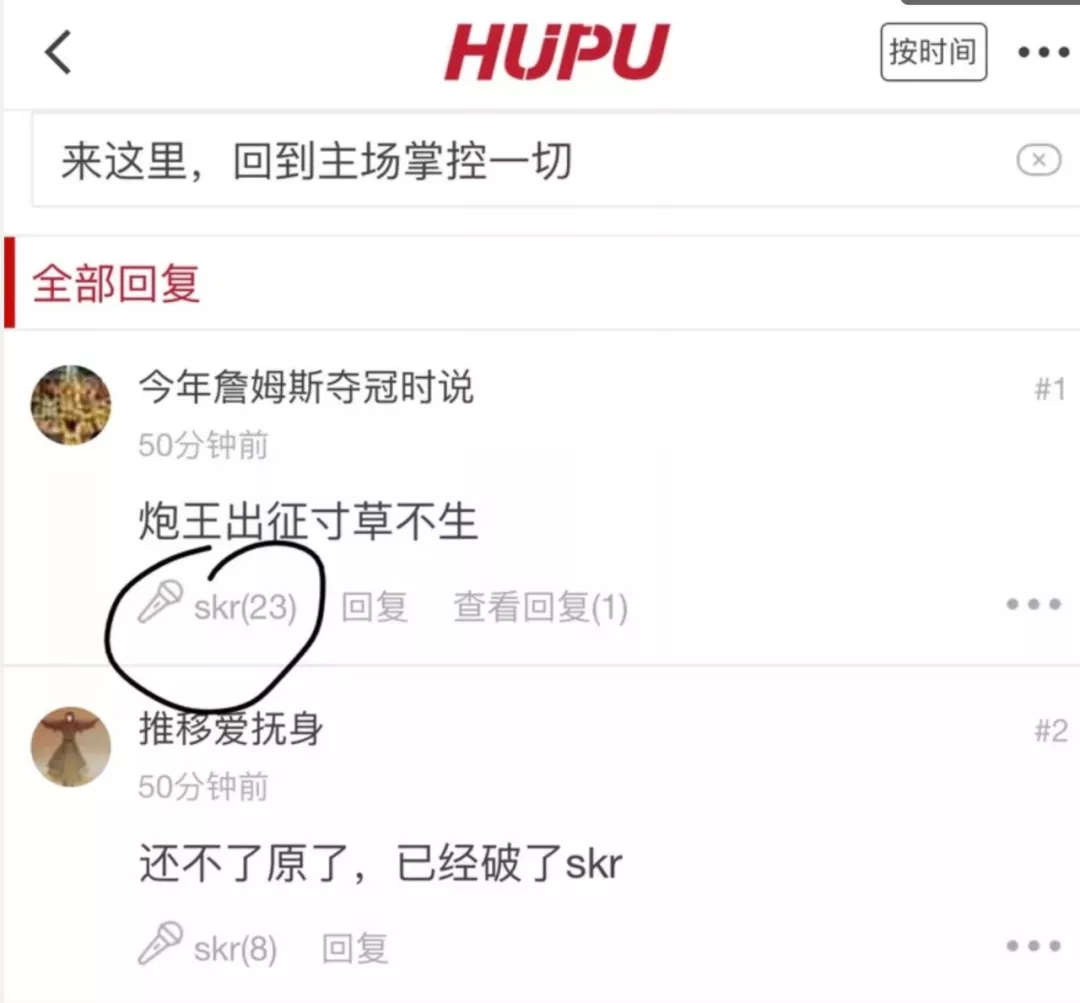 HUPU
按时间
来这里，回到主场掌控一切
全部回复
今年詹姆斯夺冠时说
#1
50分钟前
炮王出征寸草不生
skr(23) 回复 查看回复(1)
推移爱抚身
#2
50分钟前
还不了原了，已经破了skr
skr(8) 回复